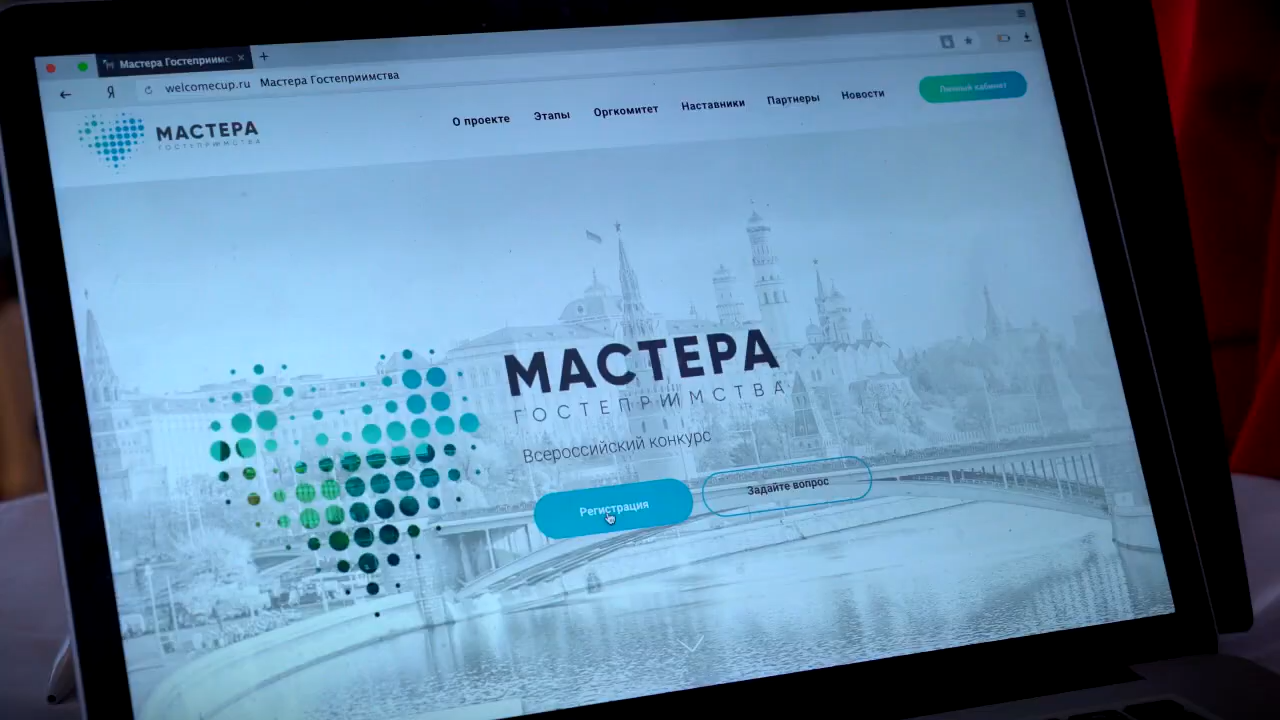 Мастера Гостеприимс
Я
welcomecup.ru Мастера Гостеприимства
МАСТЕРА
ГОСТЕПРИИМСТВА
О проекте Этапы Оргкомитет Наставники Партнеры Новости Личный кабинет
МАСТЕРА
ГОСТЕПРИИМСТВА
Всероссийский конкурс
Регистрация Задайте вопрос